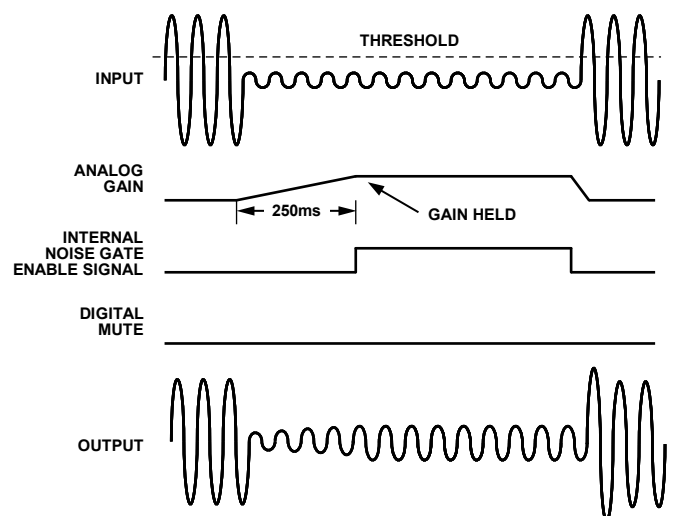 THRESHOLD
INPUT
ANALOG
GAIN
250ms
GAIN HELD
INTERNAL
NOISE GATE
ENABLE SIGNAL
DIGITAL
MUTE
OUTPUT